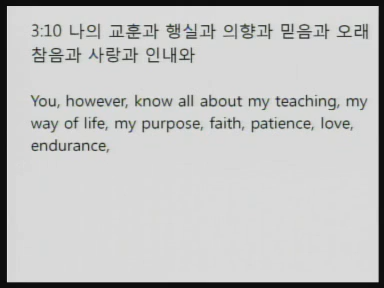 3:10 나의 교훈과 행실과 의향과 믿음과 오래
참음과 사랑과 인내와
You, however, know all about my teaching, my
way of life, my purpose, faith, patience, love,
endurance,